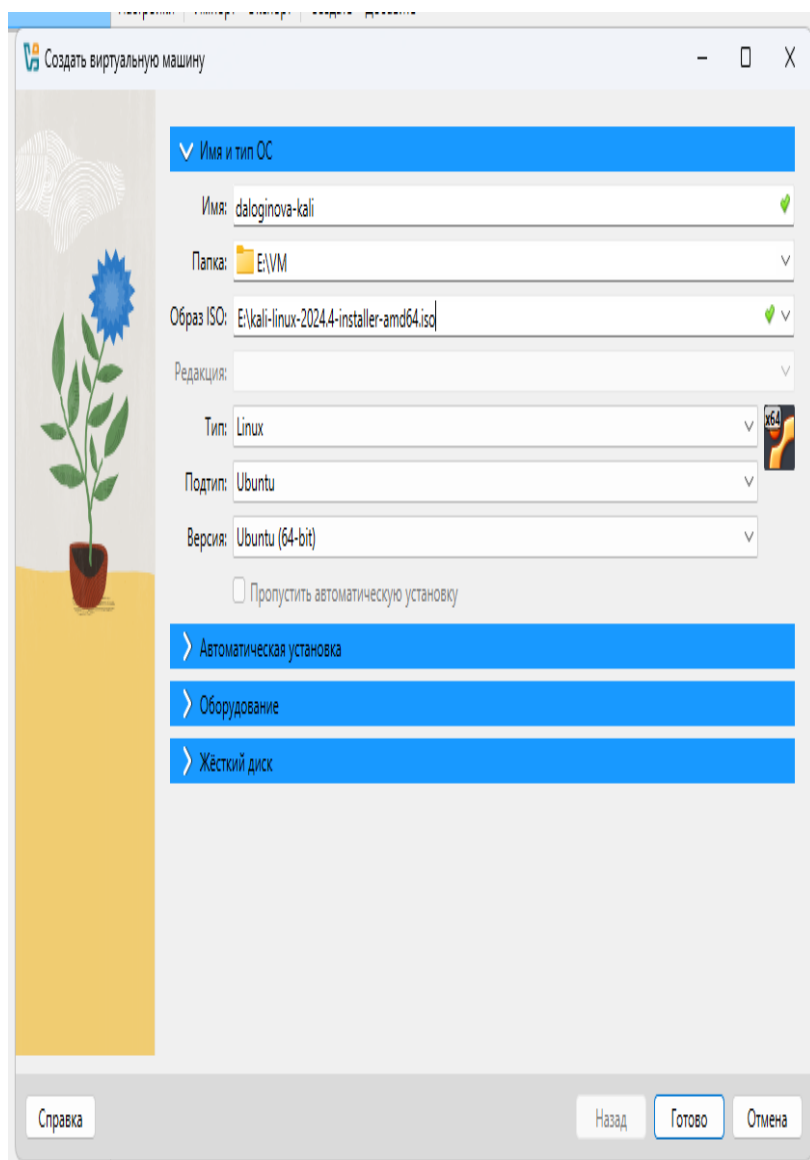 Создать виртуальную машину
Имя и тип ОС
Имя: daloginova-kali
Папка: E:\VM
Образ ISO: E:\kali-linux-2024.4-installer-amd64.iso
Редакция:
Тип: Linux
x64
Подтип: Ubuntu
Версия: Ubuntu (64-bit)
Пропустить автоматическую установку
Автоматическая установка
Оборудование
Жёсткий диск
Справка Назад Готово Отмена